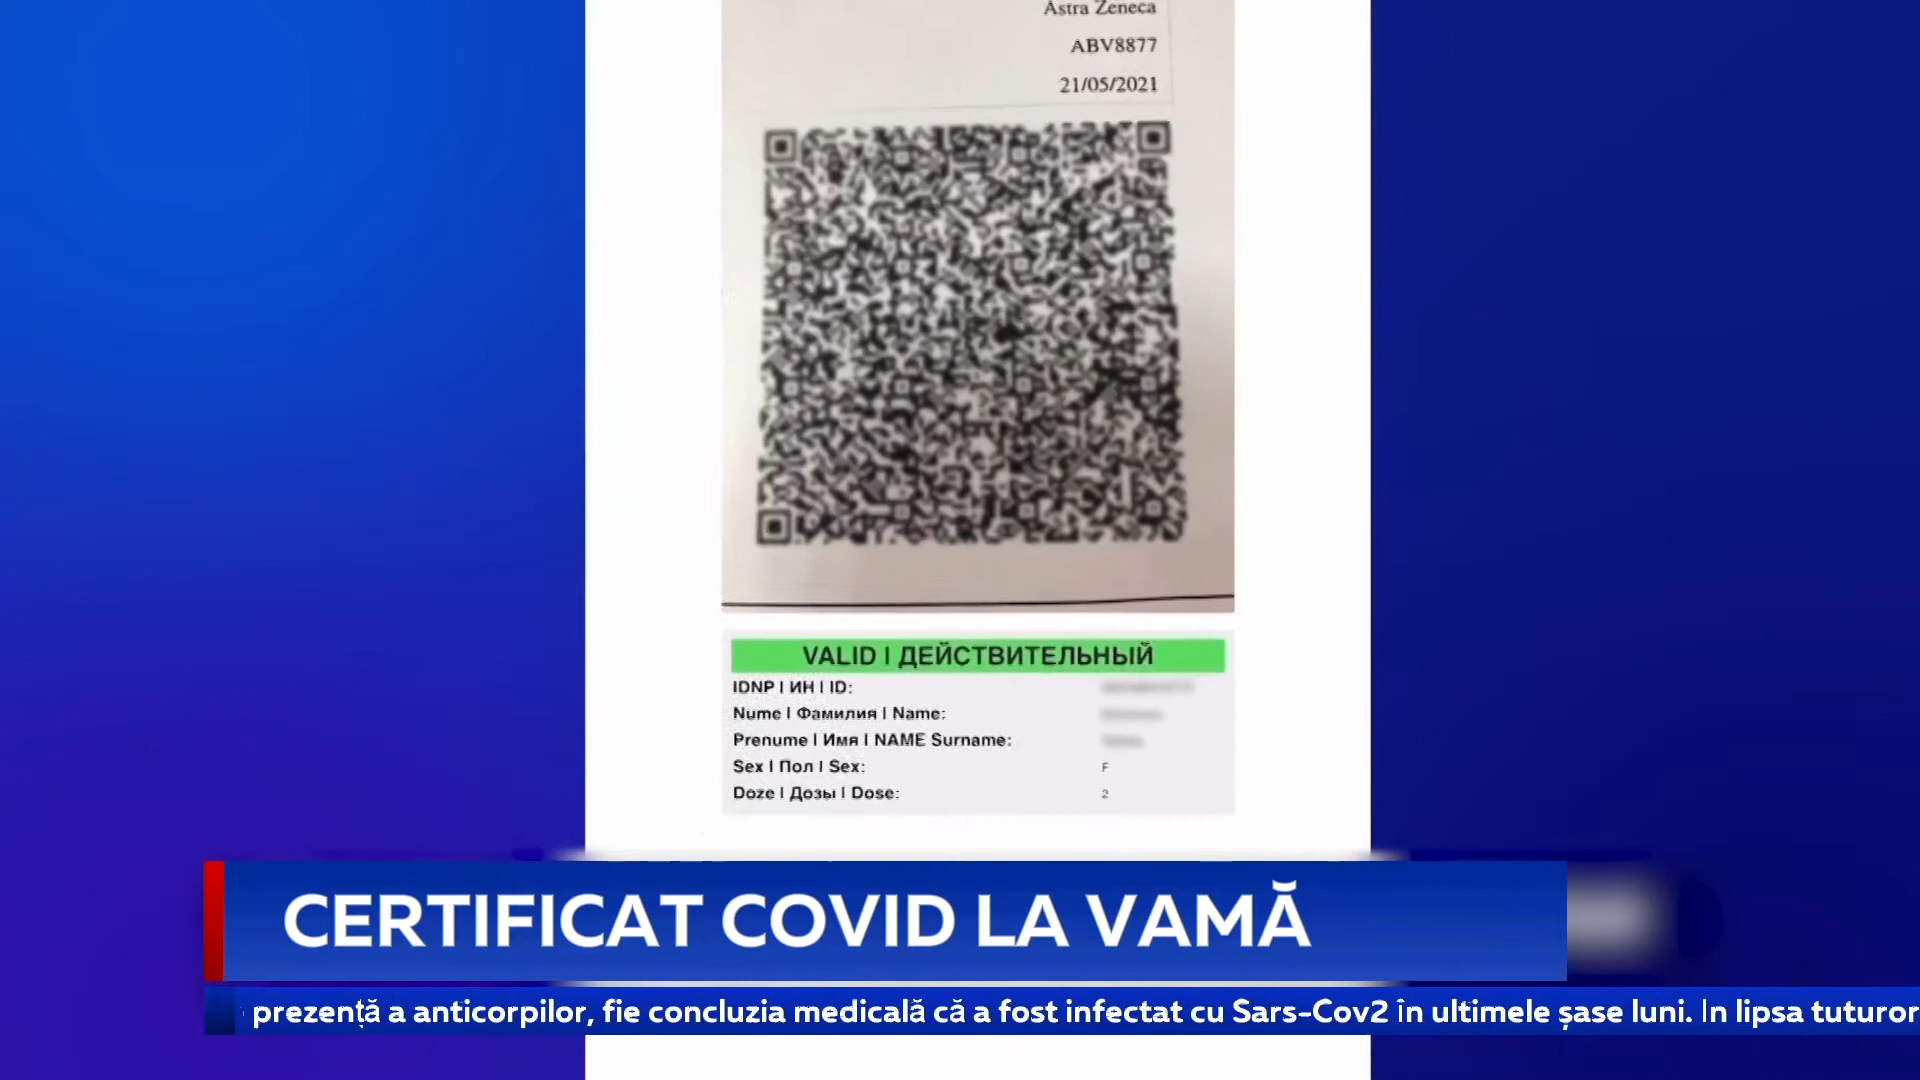 Astra Zeneca
ABV8877
21/05/2021
VALID | ДЕЙСТВИТЕЛЬНЫЙ
IDNP | ИН | ID:
Nume | Фамилия | Name:
Prenume | Имя | NAME Surname:
Sex | Пол | Sex: F
Doze | Дозы | Dose: 2
CERTIFICAT COVID LA VAMĂ
prezență a anticorpilor, fie concluzia medicală că a fost infectat cu Sars-Cov2 în ultimele șase luni. In lipsa tuturor